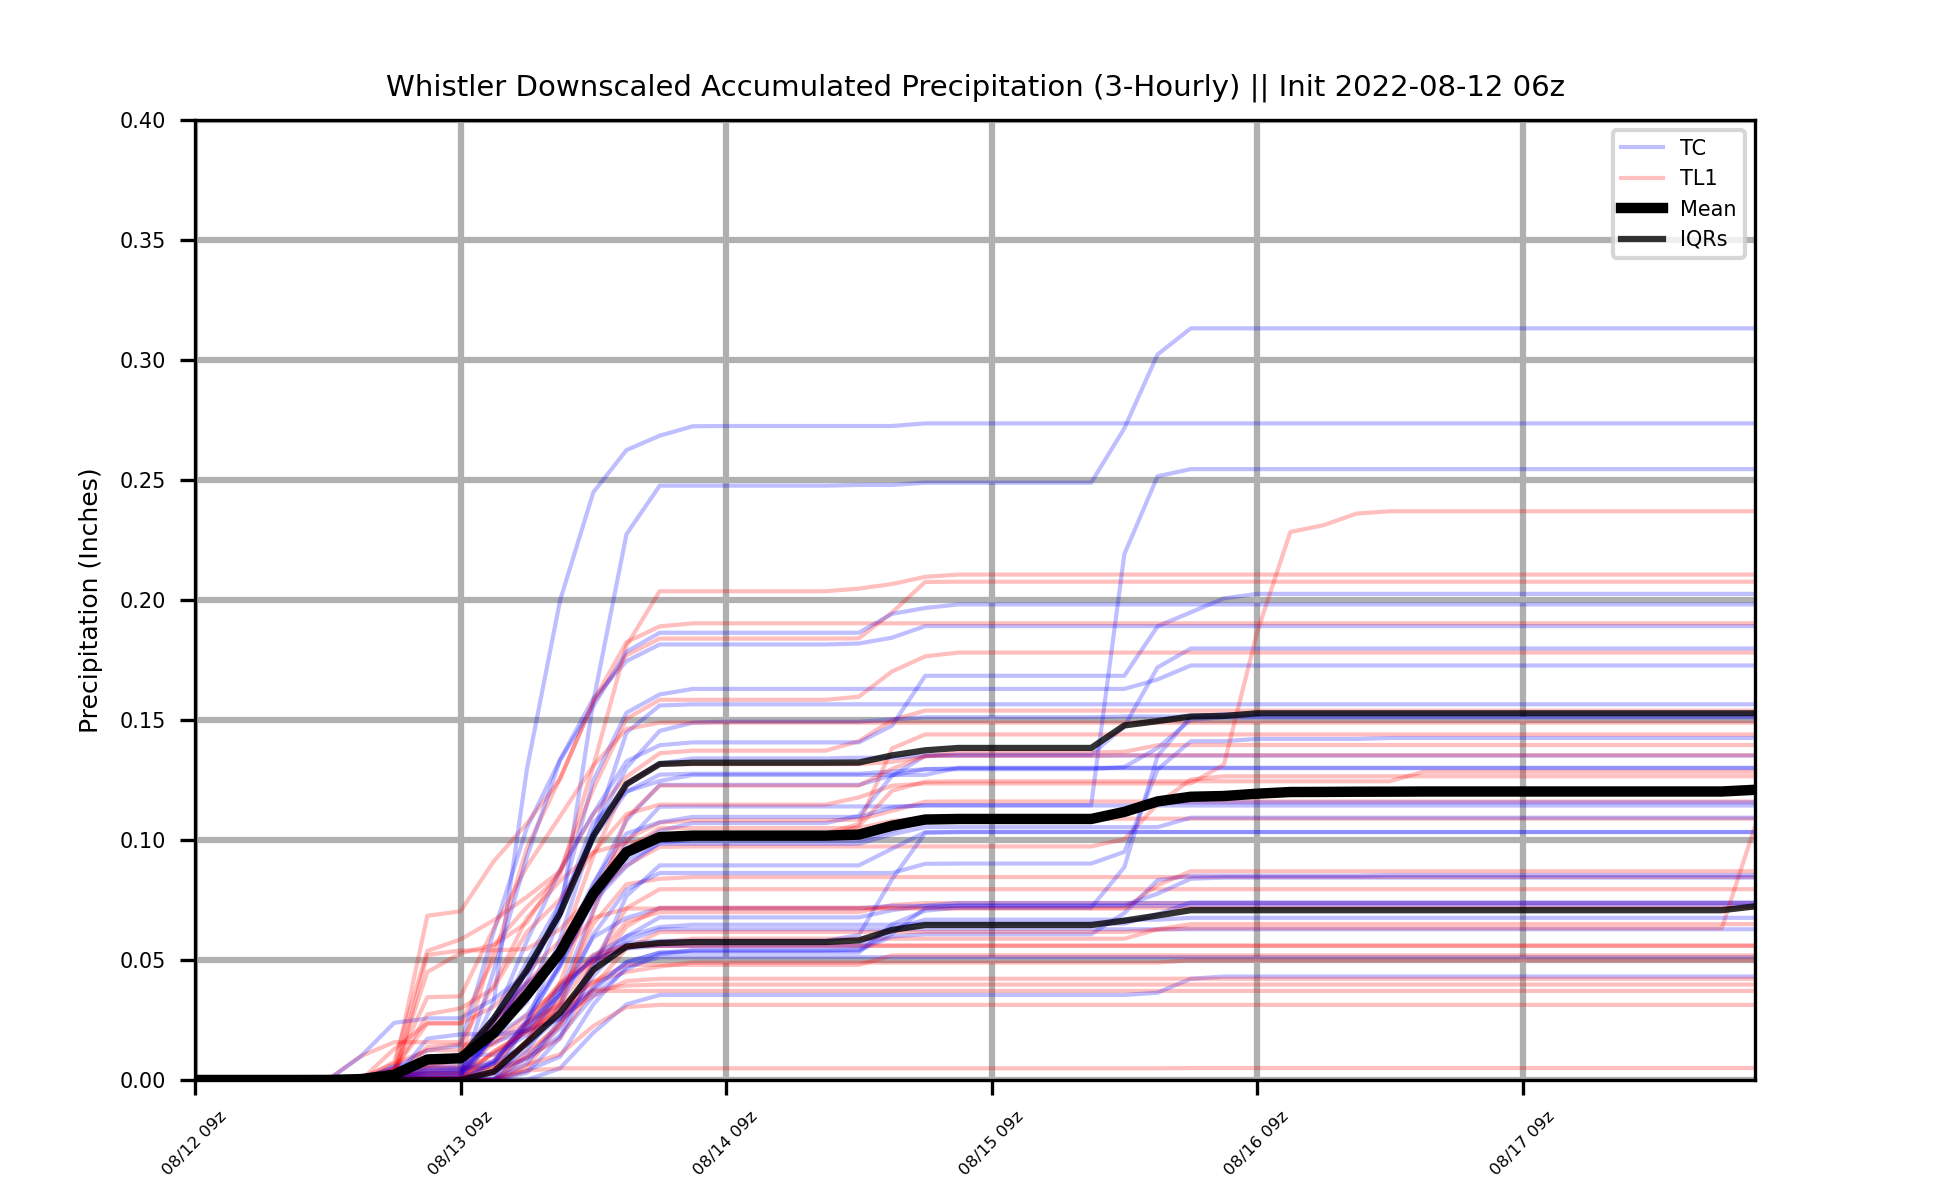 Whistler Downscaled Accumulated Precipitation (3-Hourly) || Init 2022-08-12 06z
0.40
0.35
0.30
0.25
0.20
0.15
0.10
0.05
0.00
Precipitation (Inches)
TC
TL1
Mean
IQRs
08/12 09z
08/13 09z
08/14 09z
08/15 09z
08/16 09z
08/17 09z